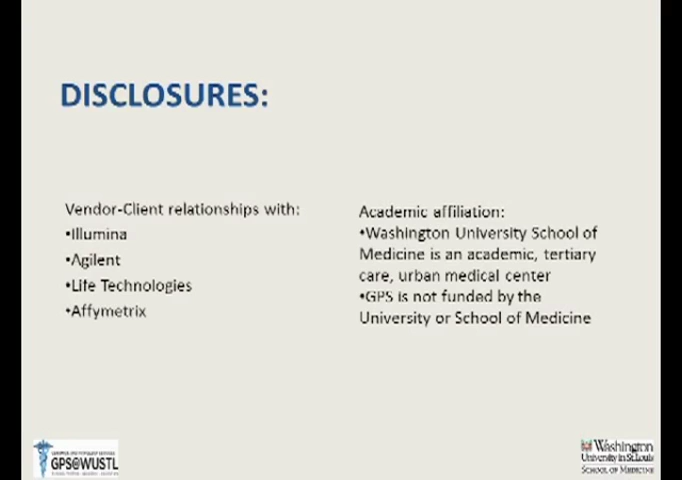 DISCLOSURES:
Vendor-Client relationships with:
•Illumina
•Agilent
•Life Technologies
•Affymetrix
Academic affiliation:
•Washington University School of
Medicine is an academic, tertiary
care, urban medical center
•GPS is not funded by the
University or School of Medicine
GPS@WUSTL
Washington
University in St. Louis
SCHOOL OF MEDICINE